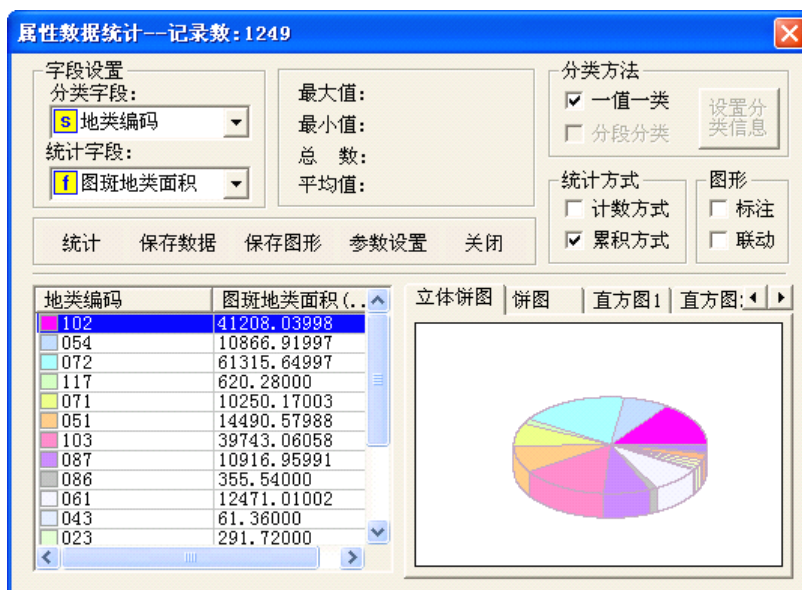 属性数据统计--记录数:1249
字段设置
分类字段:
S 地类编码
统计字段:
f 图斑地类面积
最大值:
最小值:
总 数:
平均值:
分类方法
一值一类
分段分类
设置分
类信息
统计方式
计数方式
累积方式
图形
标注
联动
统计 保存数据 保存图形 参数设置 关闭
地类编码 图斑地类面积(..
102 41208.03998
054 10866.91997
072 61315.64997
117 620.28000
071 10250.17003
051 14490.57988
103 39743.06058
087 10916.95991
086 355.54000
061 12471.01002
043 61.36000
023 291.72000
立体饼图 饼图 直方图1 直方图: